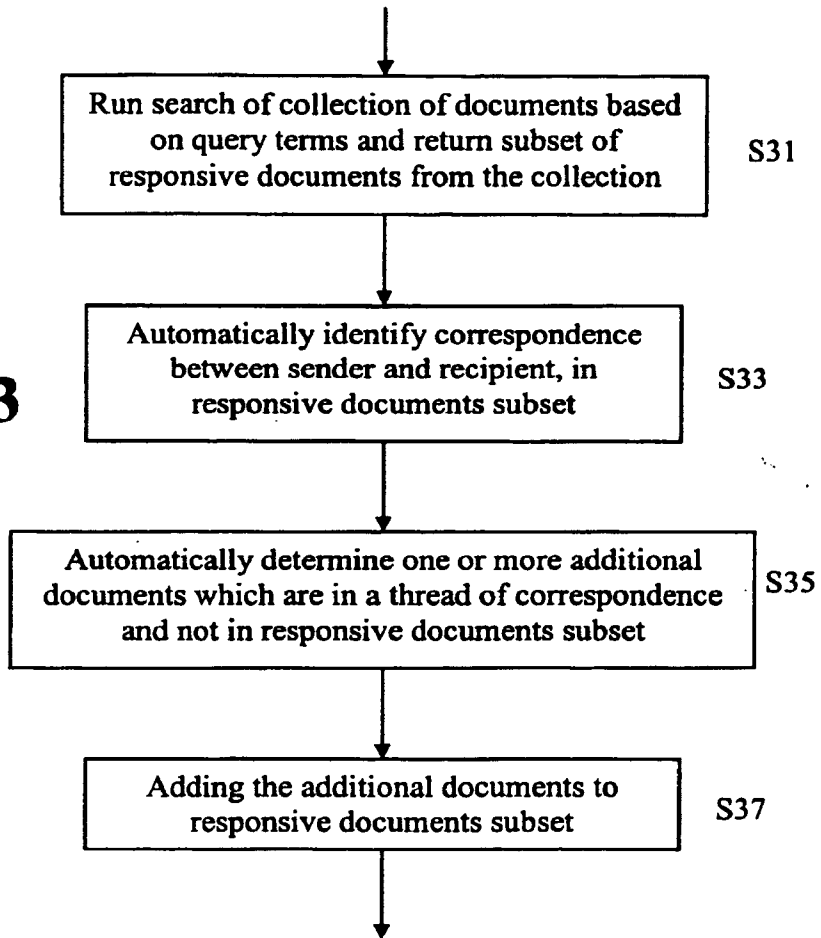 Run search of collection of documents based
on query terms and return subset of
responsive documents from the collection
S31
Automatically identify correspondence
between sender and recipient, in
responsive documents subset
S33
3
Automatically determine one or more additional
documents which are in a thread of correspondence
and not in responsive documents subset
S35
Adding the additional documents to
responsive documents subset
S37